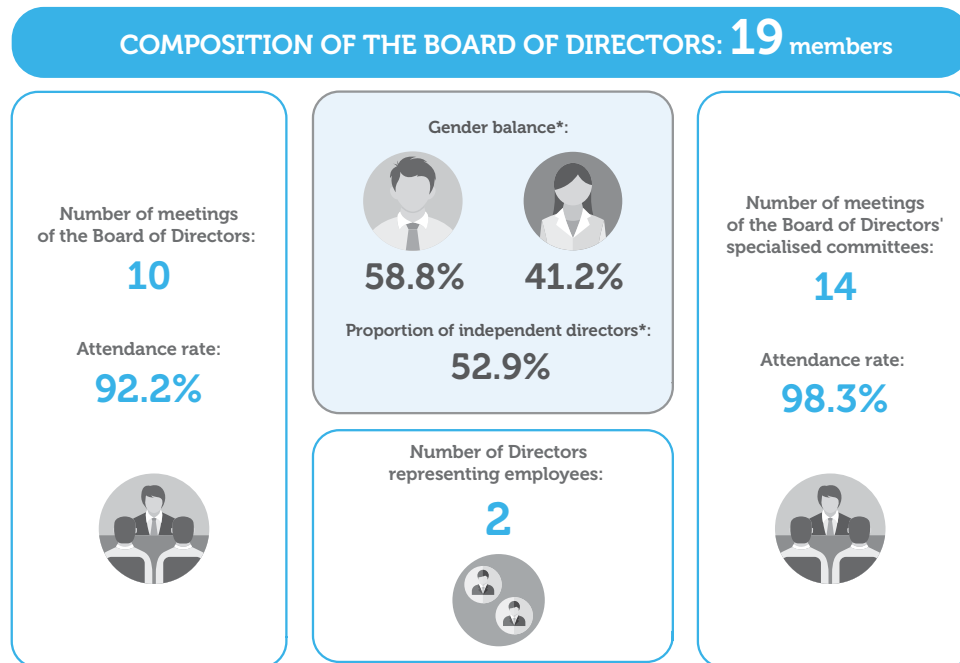 COMPOSITION OF THE BOARD OF DIRECTORS: 19 members
Number of meetings
of the Board of Directors:
10
Attendance rate:
92.2%
Gender balance*:
58.8% 41.2%
Proportion of independent directors*:
52.9%
Number of Directors
representing employees:
2
Number of meetings
of the Board of Directors'
specialised committees:
14
Attendance rate:
98.3%